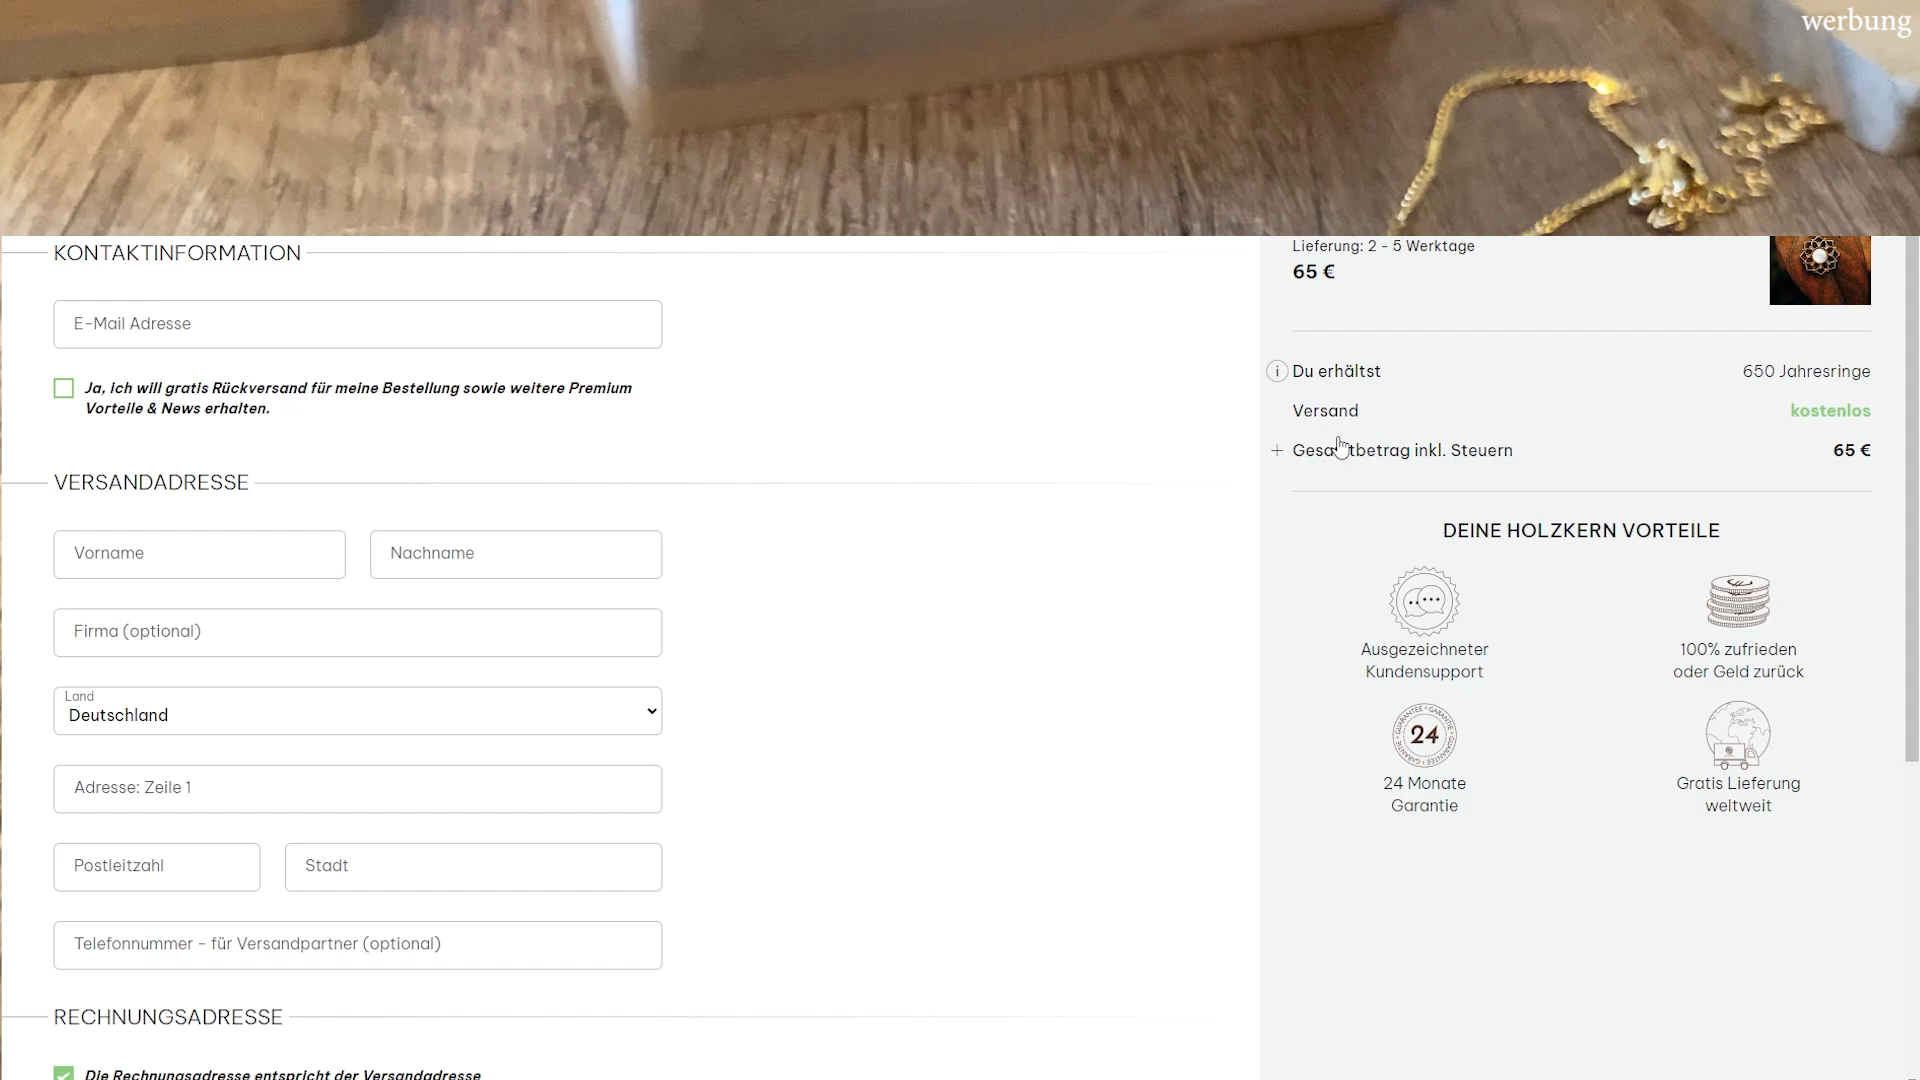 werbung
KONTAKTINFORMATION
E-Mail Adresse
Ja, ich will gratis Rückversand für meine Bestellung sowie weitere Premium
Vorteile & News erhalten.
VERSANDADRESSE
Vorname
Nachname
Firma (optional)
Land
Deutschland
Adresse: Zeile 1
Postleitzahl
Stadt
Telefonnummer - für Versandpartner (optional)
RECHNUNGSADRESSE
Die Rechnungsadresse entspricht der Versandadresse
Lieferung: 2 - 5 Werktage
65 €
Du erhältst
650 Jahresringe
Versand
kostenlos
+ Gesamtbetrag inkl. Steuern
65 €
DEINE HOLZKERN VORTEILE
Ausgezeichneter
Kundensupport
100% zufrieden
oder Geld zurück
24
24 Monate
Garantie
Gratis Lieferung
weltweit